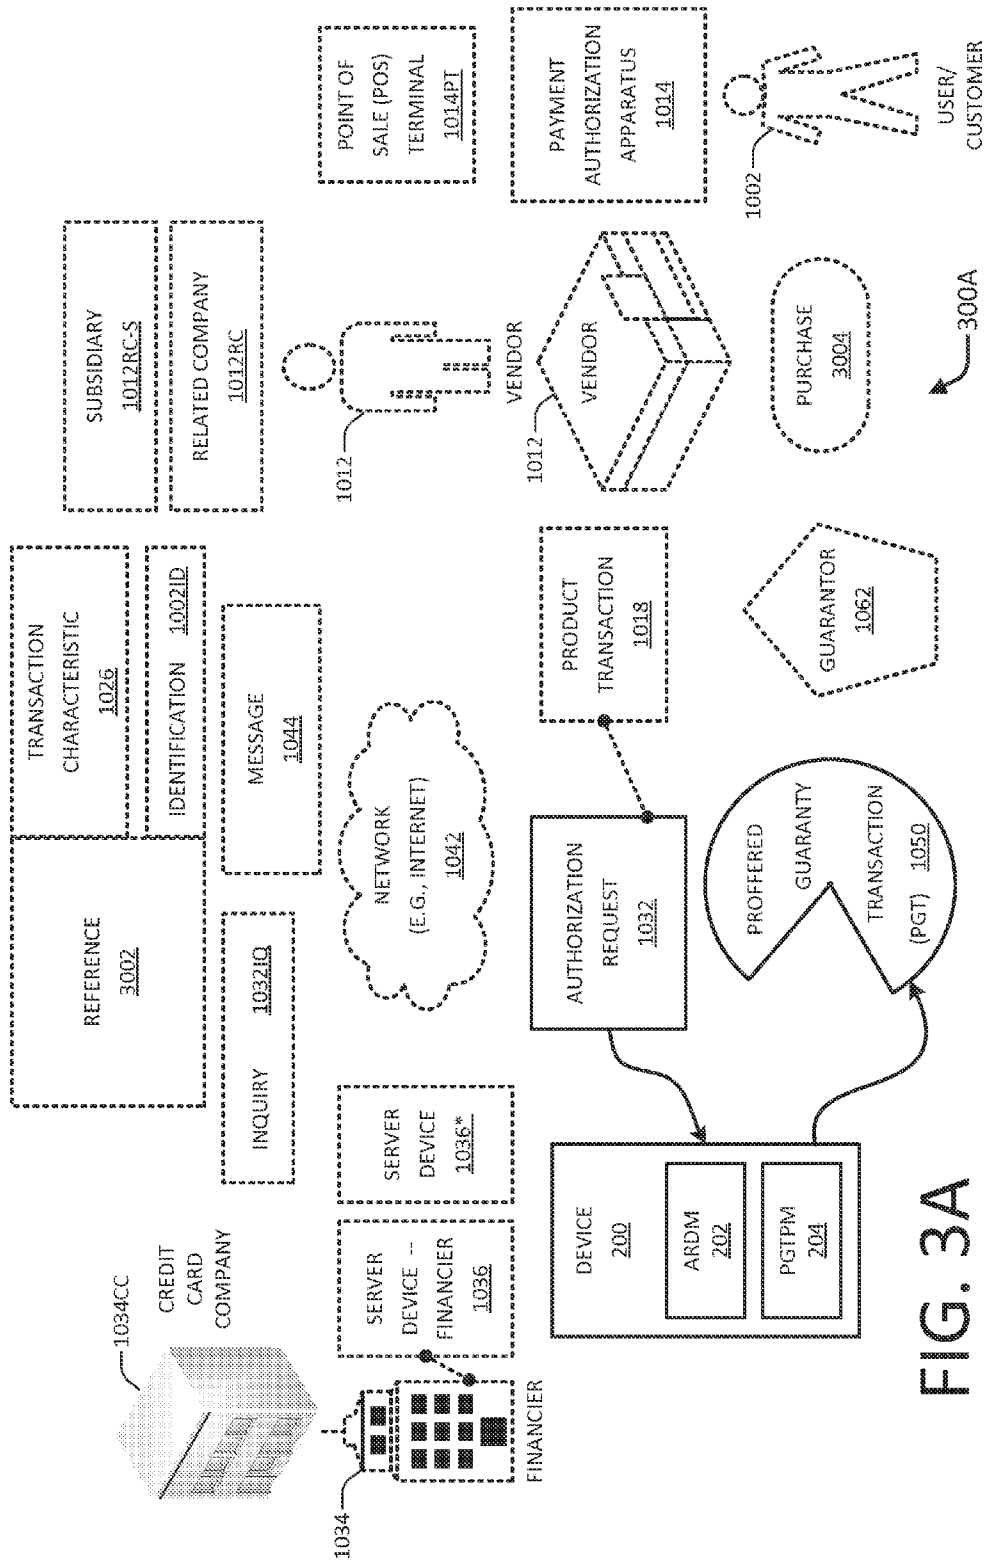 1034CC
CREDIT
CARD
COMPANY
REFERENCE
3002
TRANSACTION
CHARACTERISTIC
1026
IDENTIFICATION 1002ID
SUBSIDIARY
1012RC-S
RELATED COMPANY
1012RC
INQUIRY 1032IQ
MESSAGE
1044
1034
FINANCIER
SERVER
DEVICE --
FINANCIER
1036
SERVER
DEVICE
1036*
NETWORK
(E.G., INTERNET)
1042
1012
VENDOR
POINT OF
SALE (POS)
TERMINAL
1014PT
DEVICE
200
ARDM
202
PGTPM
204
AUTHORIZATION
REQUEST
1032
PRODUCT
TRANSACTION
1018
1012
VENDOR
PAYMENT
AUTHORIZATION
APPARATUS
1014
PROFFERED
GUARANTY
TRANSACTION
(PGT) 1050
GUARANTOR
1062
PURCHASE
3004
1002
USER/
CUSTOMER
300A
FIG. 3A